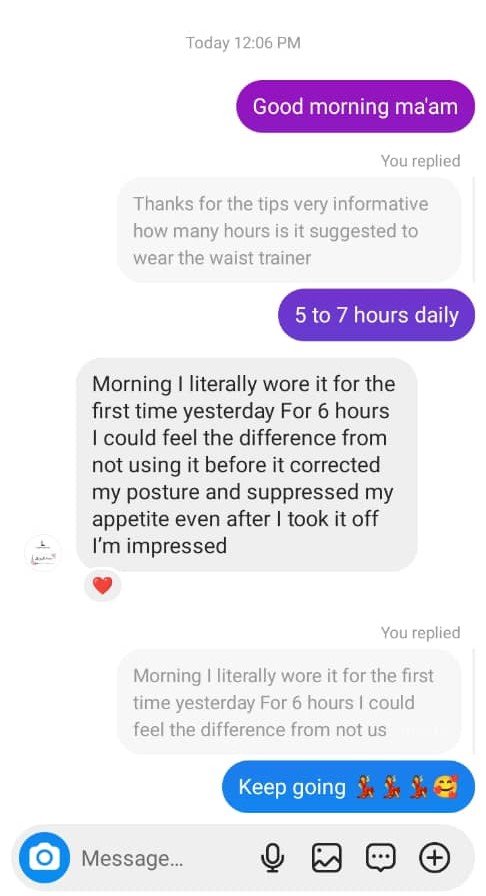 Today 12:06 PM
Good morning ma'am
You replied
Thanks for the tips very informative
how many hours is it suggested to
wear the waist trainer
5 to 7 hours daily
Morning I literally wore it for the
first time yesterday For 6 hours
I could feel the difference from
not using it before it corrected
my posture and suppressed my
appetite even after I took it off
I'm impressed
❤️
You replied
Morning I literally wore it for the first
time yesterday For 6 hours I could
feel the difference from not us
Keep going 💃💃💃🥰
Message...